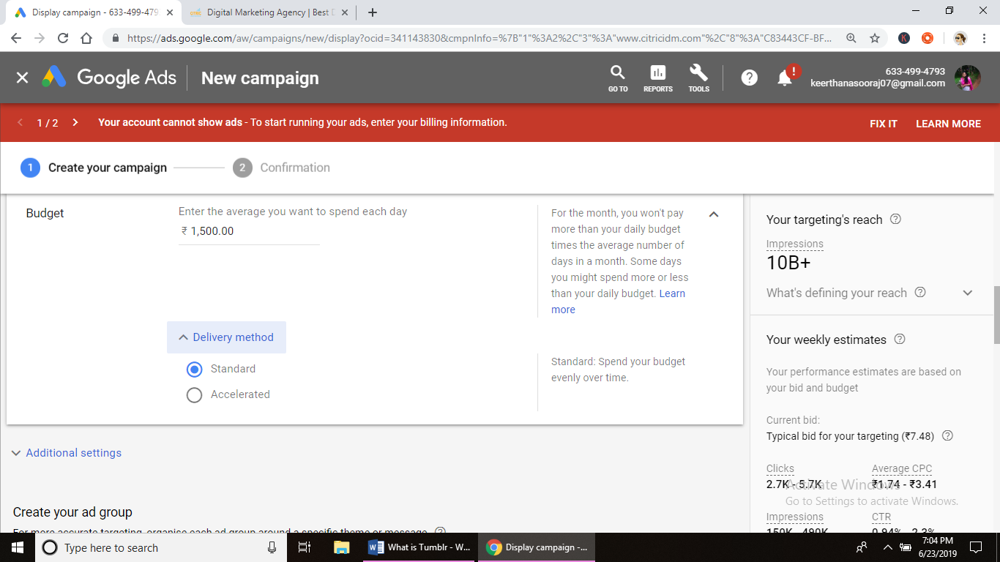 Display campaign - 633-499-479
Digital Marketing Agency | Best D
https://ads.google.com/aw/campaigns/new/display?ocid=341143830&cmpnInfo=%7B"1"%3A2%2C"3"%3A"www.citricidm.com"%2C"8"%3A"C83443CF-BF...
Google Ads
New campaign
GO TO
REPORTS
TOOLS
633-499-4793
keerthanasooraj07@gmail.com
1 / 2
Your account cannot show ads - To start running your ads, enter your billing information.
FIX IT
LEARN MORE
1 Create your campaign
2 Confirmation
Budget
Enter the average you want to spend each day
₹ 1,500.00
For the month, you won't pay
more than your daily budget
times the average number of
days in a month. Some days
you might spend more or less
than your daily budget. Learn
more
Delivery method
Standard
Accelerated
Standard: Spend your budget
evenly over time.
Additional settings
Create your ad group
For more accurate targeting, organise each ad group around a specific theme or message.
Your targeting's reach
Impressions
10B+
What's defining your reach
Your weekly estimates
Your performance estimates are based on
your bid and budget
Current bid:
Typical bid for your targeting (₹7.48)
Clicks
2.7K - 5.7K
Average CPC
₹1.74 - ₹3.41
Activate Windows
Go to Settings to activate Windows.
Impressions
150K - 490K
CTR
0.94% - 2.3%
Type here to search
What is Tumblr - W...
Display campaign -...
7:04 PM
6/23/2019